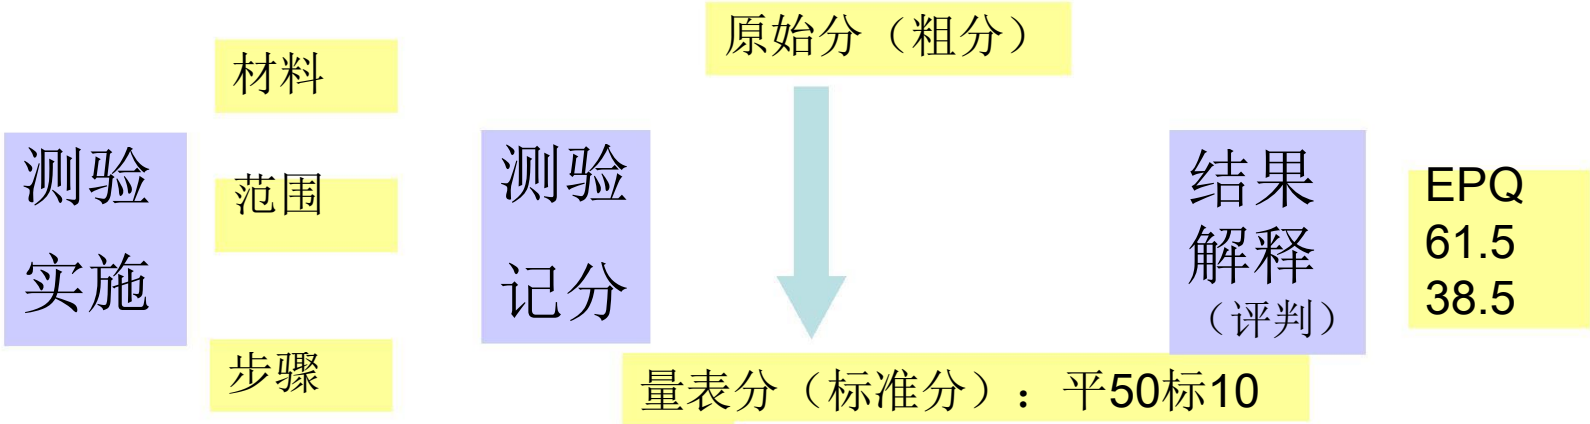 测验
实施
材料
范围
步骤
测验
记分
原始分（粗分）
量表分（标准分）：平50标10
结果
解释
（评判）
EPQ
61.5
38.5